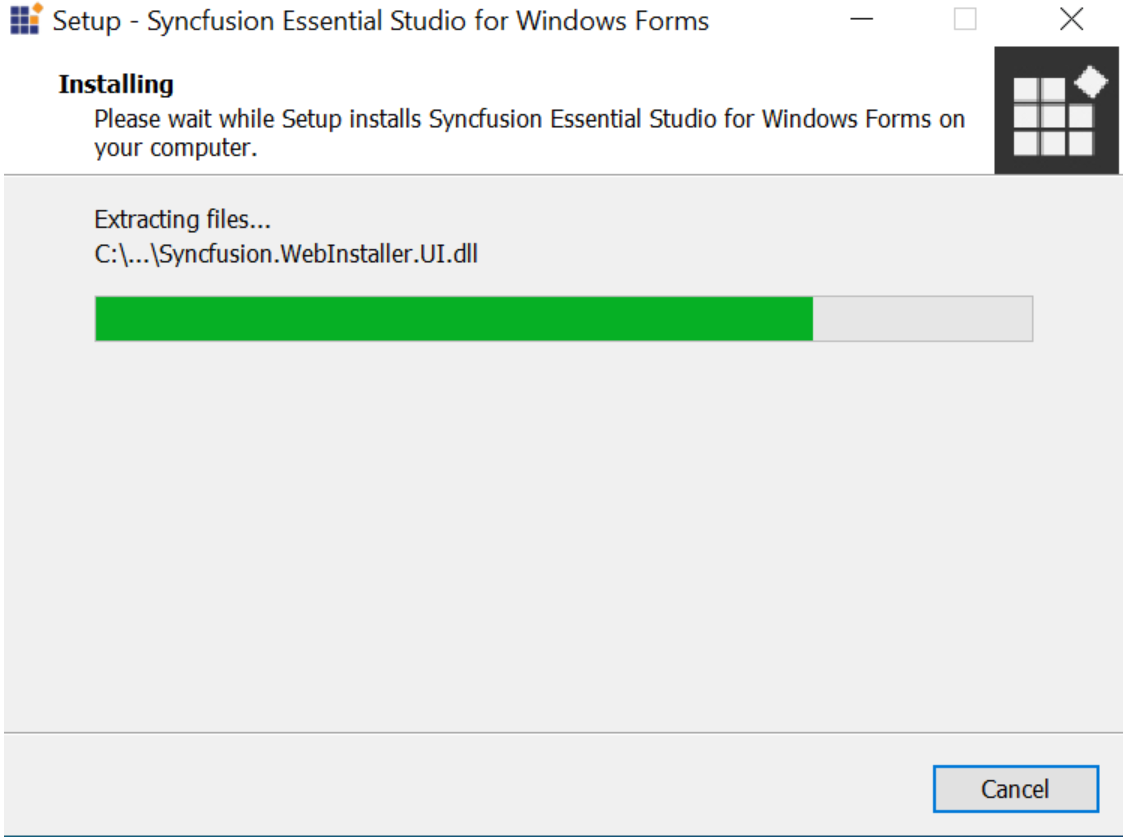 Setup - Syncfusion Essential Studio for Windows Forms
Installing
Please wait while Setup installs Syncfusion Essential Studio for Windows Forms on
your computer.
Extracting files...
C:\...\Syncfusion.WebInstaller.UI.dll
Cancel